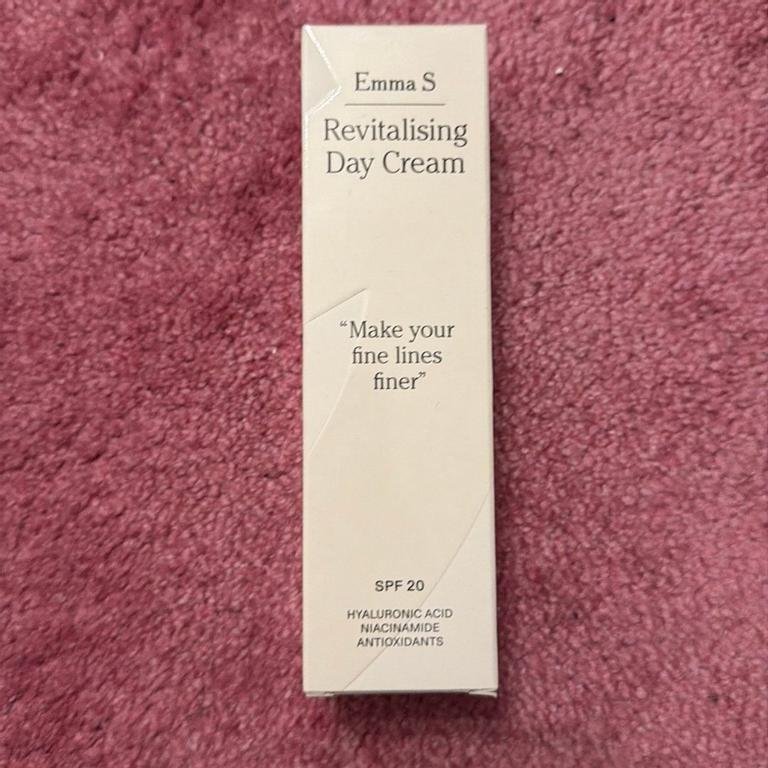 Emma S
Revitalising
Day Cream
“Make your
fine lines
finer”
SPF 20
HYALURONIC ACID
NIACINAMIDE
ANTIOXIDANTS